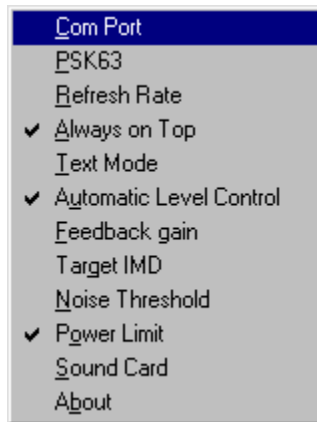 Com Port
PSK63
Refresh Rate
Always on Top
Text Mode
Automatic Level Control
Feedback gain
Target IMD
Noise Threshold
Power Limit
Sound Card
About